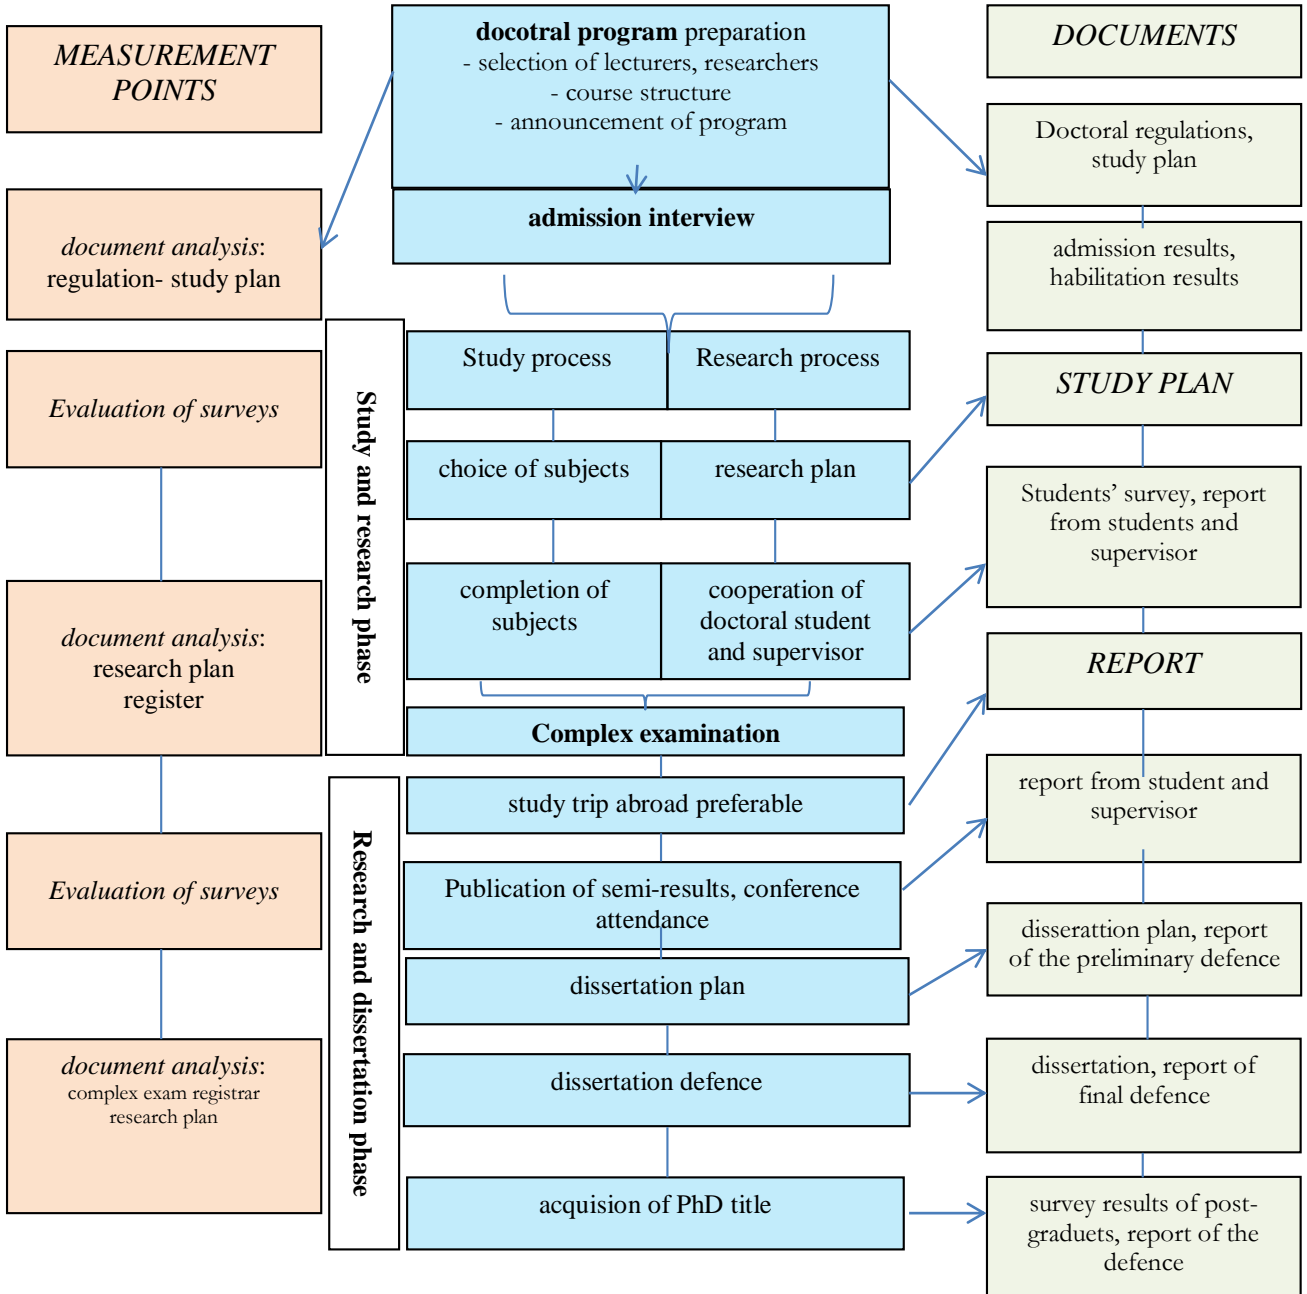 MEASUREMENT
POINTS
document analysis:
regulation- study plan
Evaluation of surveys
document analysis:
research plan
register
Evaluation of surveys
document analysis:
complex exam registrar
research plan
Study and research phase
Research and dissertation phase
docotral program preparation
- selection of lecturers, researchers
- course structure
- announcement of program
admission interview
Study process
Research process
choice of subjects
research plan
completion of
subjects
cooperation of
doctoral student
and supervisor
Complex examination
study trip abroad preferable
Publication of semi-results, conference
attendance
dissertation plan
dissertation defence
acquision of PhD title
DOCUMENTS
Doctoral regulations,
study plan
admission results,
habilitation results
STUDY PLAN
Students’ survey, report
from students and
supervisor
REPORT
report from student and
supervisor
disserattion plan, report
of the preliminary defence
dissertation, report of
final defence
survey results of post-
graduets, report of the
defence